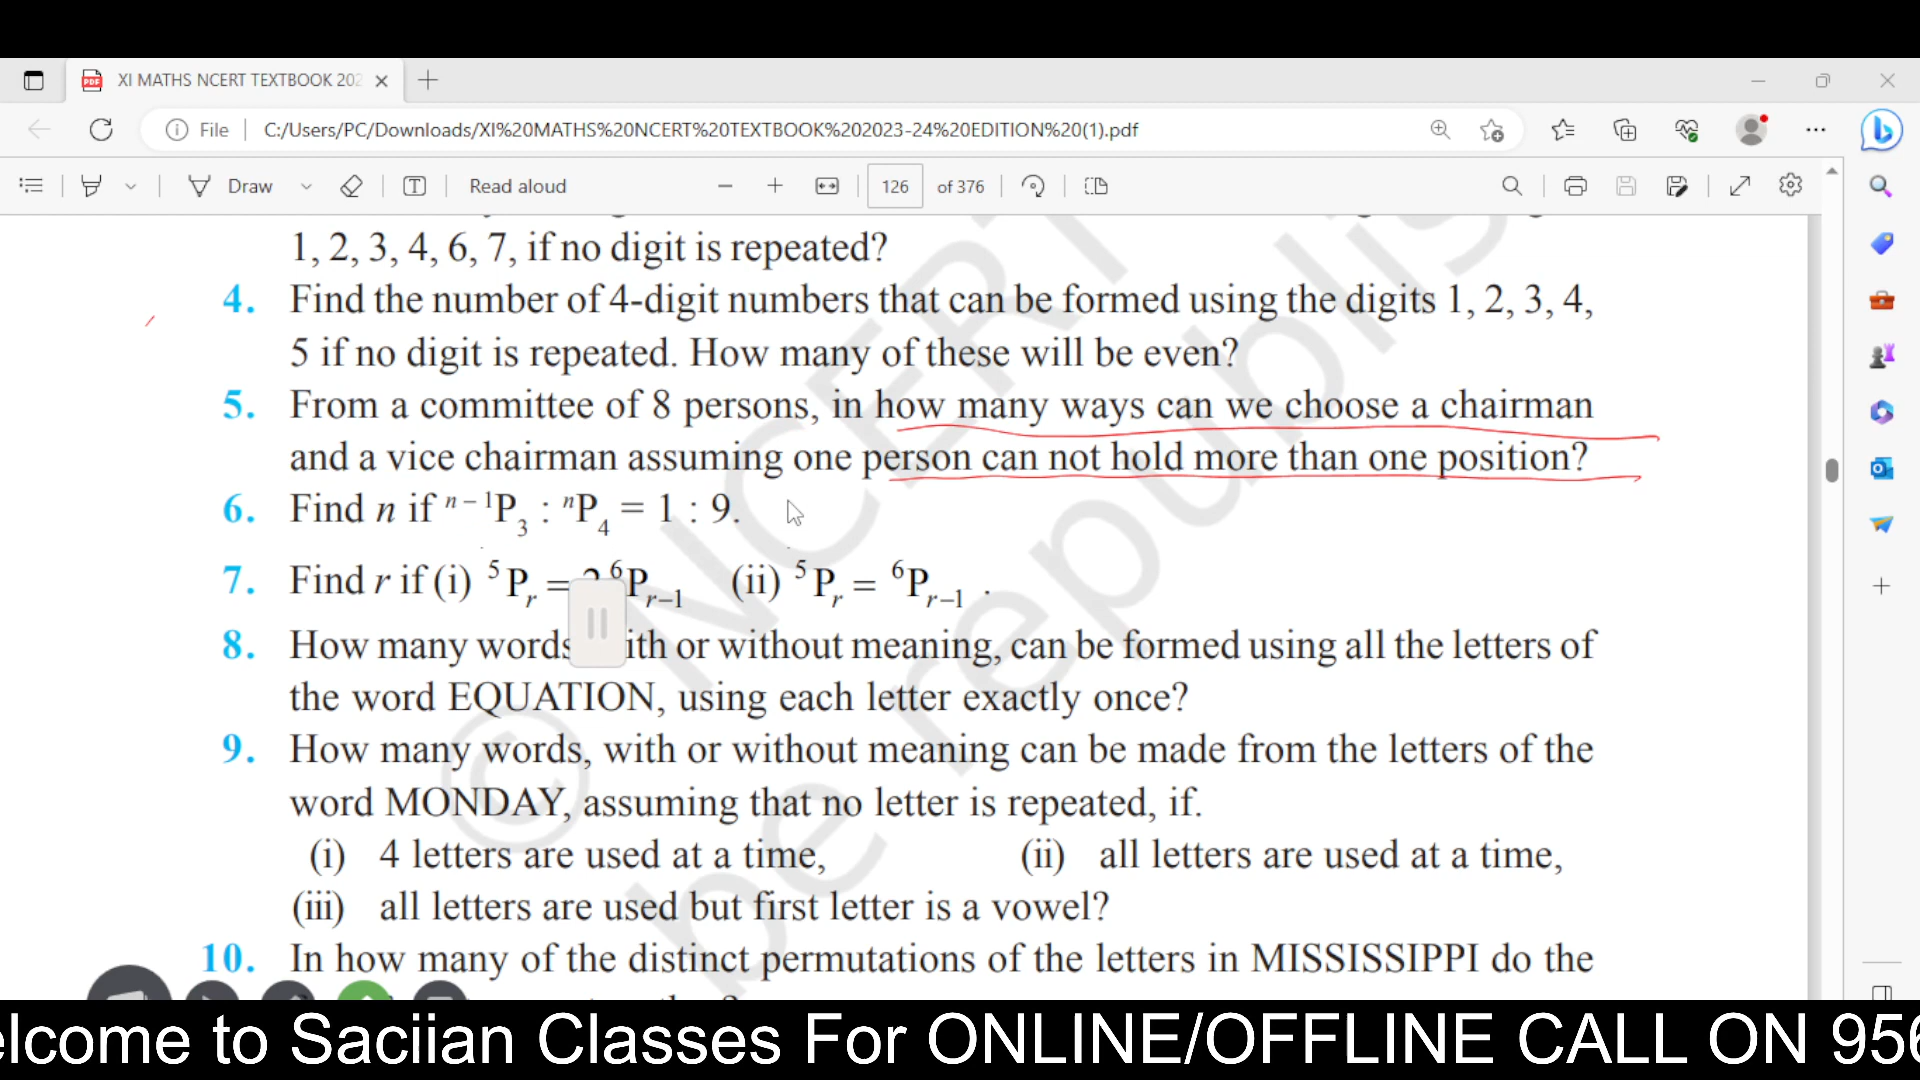 XI MATHS NCERT TEXTBOOK 202
File
C:/Users/PC/Downloads/XI%20MATHS%20NCERT%20TEXTBOOK%202023-24%20EDITION%20(1).pdf
Draw
Read aloud
126 of 376
1, 2, 3, 4, 6, 7, if no digit is repeated?
4. Find the number of 4-digit numbers that can be formed using the digits 1, 2, 3, 4,
5 if no digit is repeated. How many of these will be even?
5. From a committee of 8 persons, in how many ways can we choose a chairman
and a vice chairman assuming one person can not hold more than one position?
6. Find n if ⁿ⁻¹P₃ : ⁿP₄ = 1 : 9.
7. Find r if (i) ⁵Pᵣ = ⁶Pᵣ₋₁ (ii) ⁵Pᵣ = ⁶Pᵣ₋₁ .
8. How many words ith or without meaning, can be formed using all the letters of
the word EQUATION, using each letter exactly once?
9. How many words, with or without meaning can be made from the letters of the
word MONDAY, assuming that no letter is repeated, if.
(i) 4 letters are used at a time, (ii) all letters are used at a time,
(iii) all letters are used but first letter is a vowel?
10. In how many of the distinct permutations of the letters in MISSISSIPPI do the
© NCERT
be republis
elcome to Saciian Classes For ONLINE/OFFLINE CALL ON 956